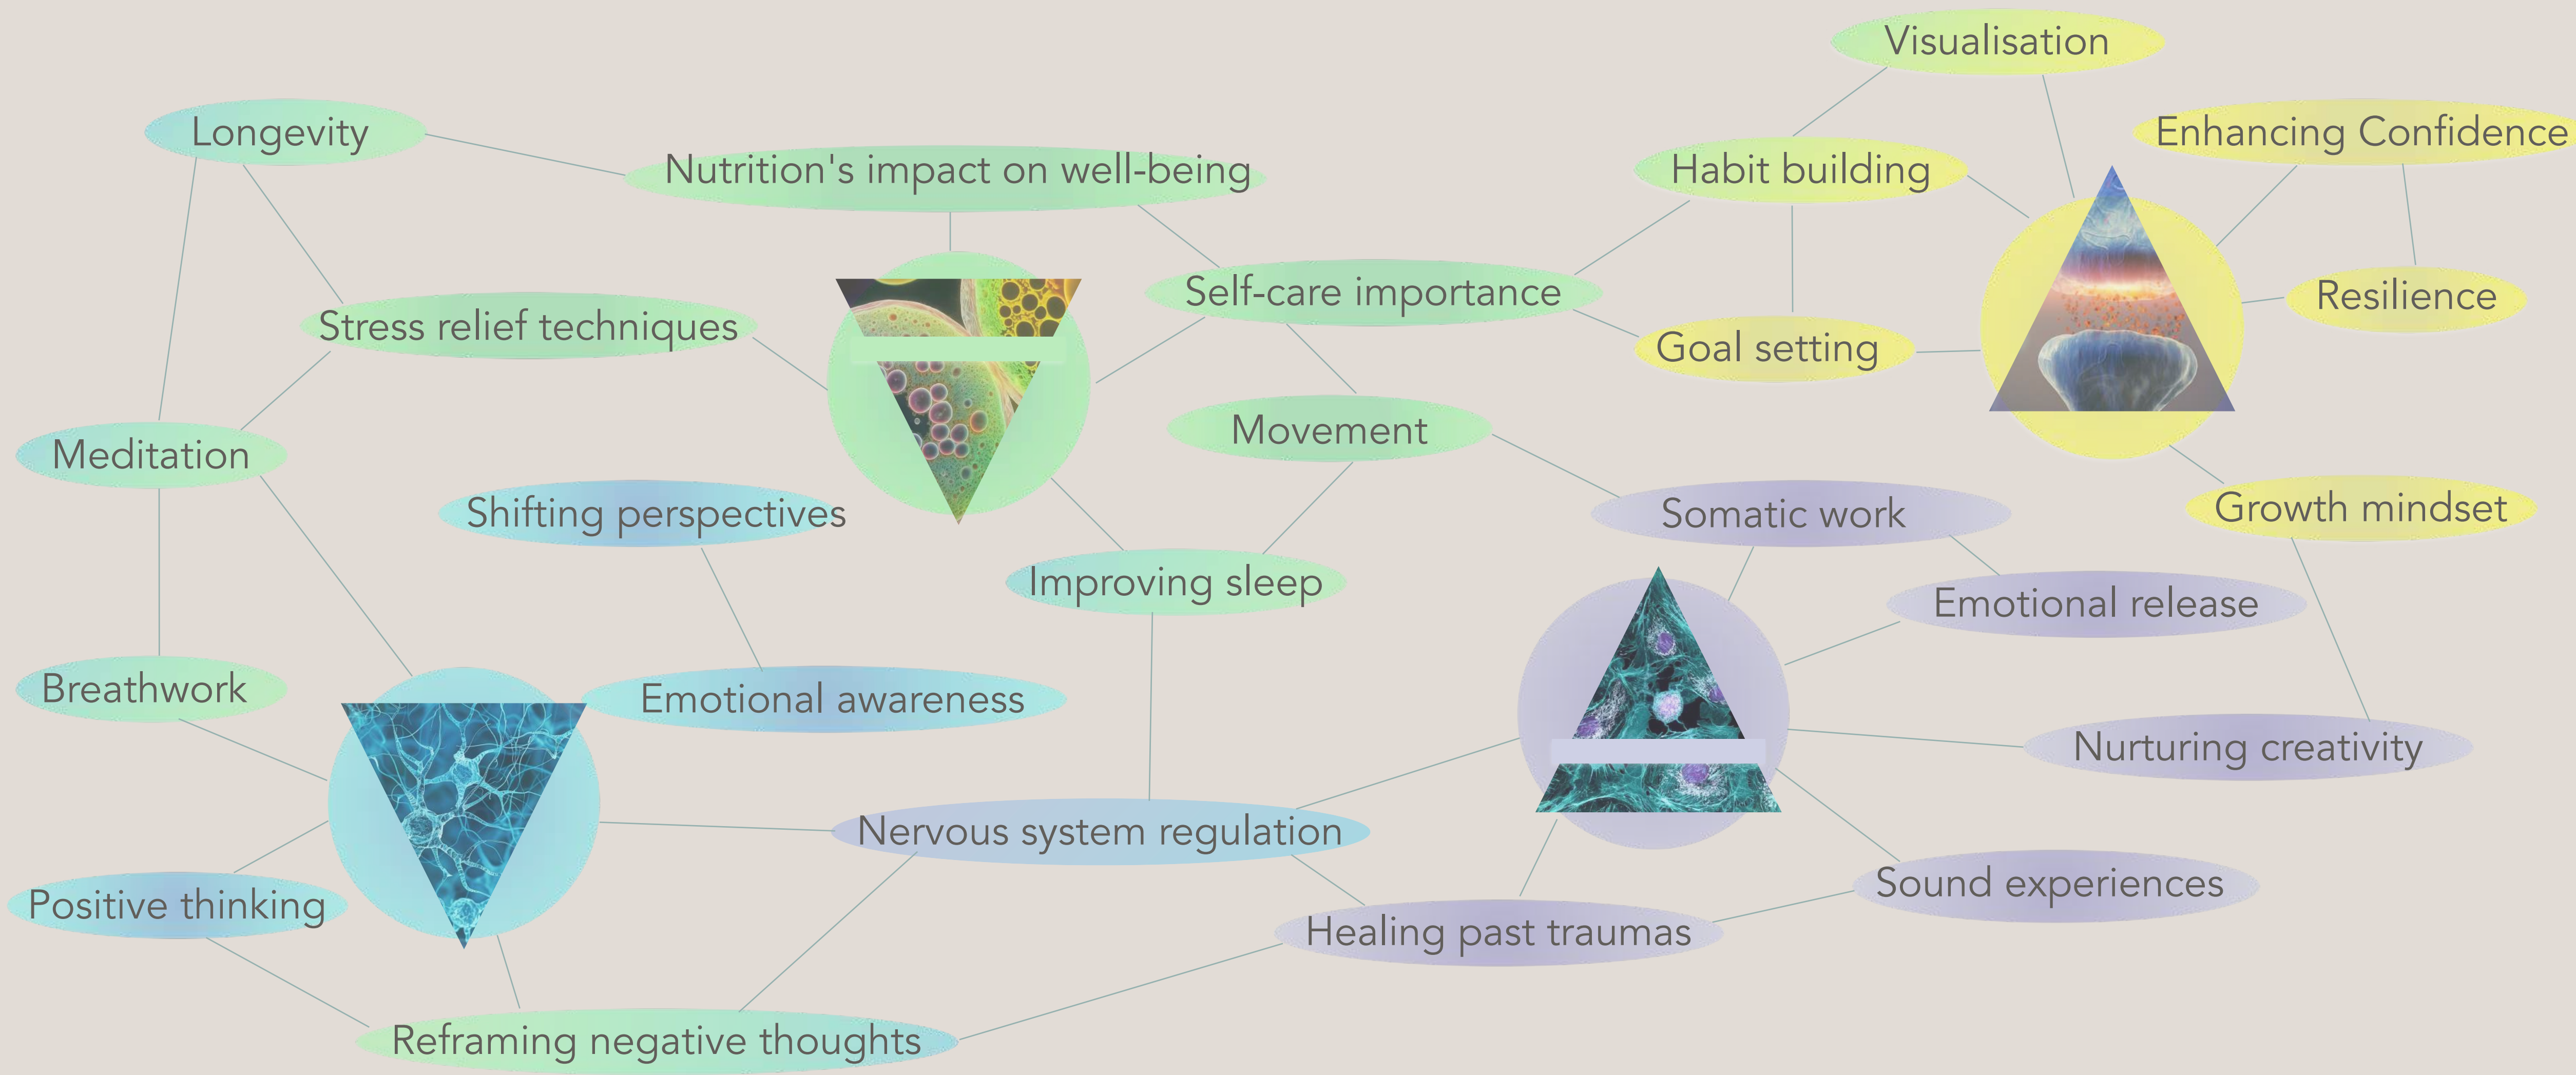 Visualisation
Longevity
Enhancing Confidence
Nutrition's impact on well-being
Habit building
Self-care importance
Resilience
Stress relief techniques
Goal setting
Movement
Meditation
Shifting perspectives
Somatic work
Growth mindset
Improving sleep
Emotional release
Breathwork
Emotional awareness
Nurturing creativity
Nervous system regulation
Positive thinking
Sound experiences
Healing past traumas
Reframing negative thoughts